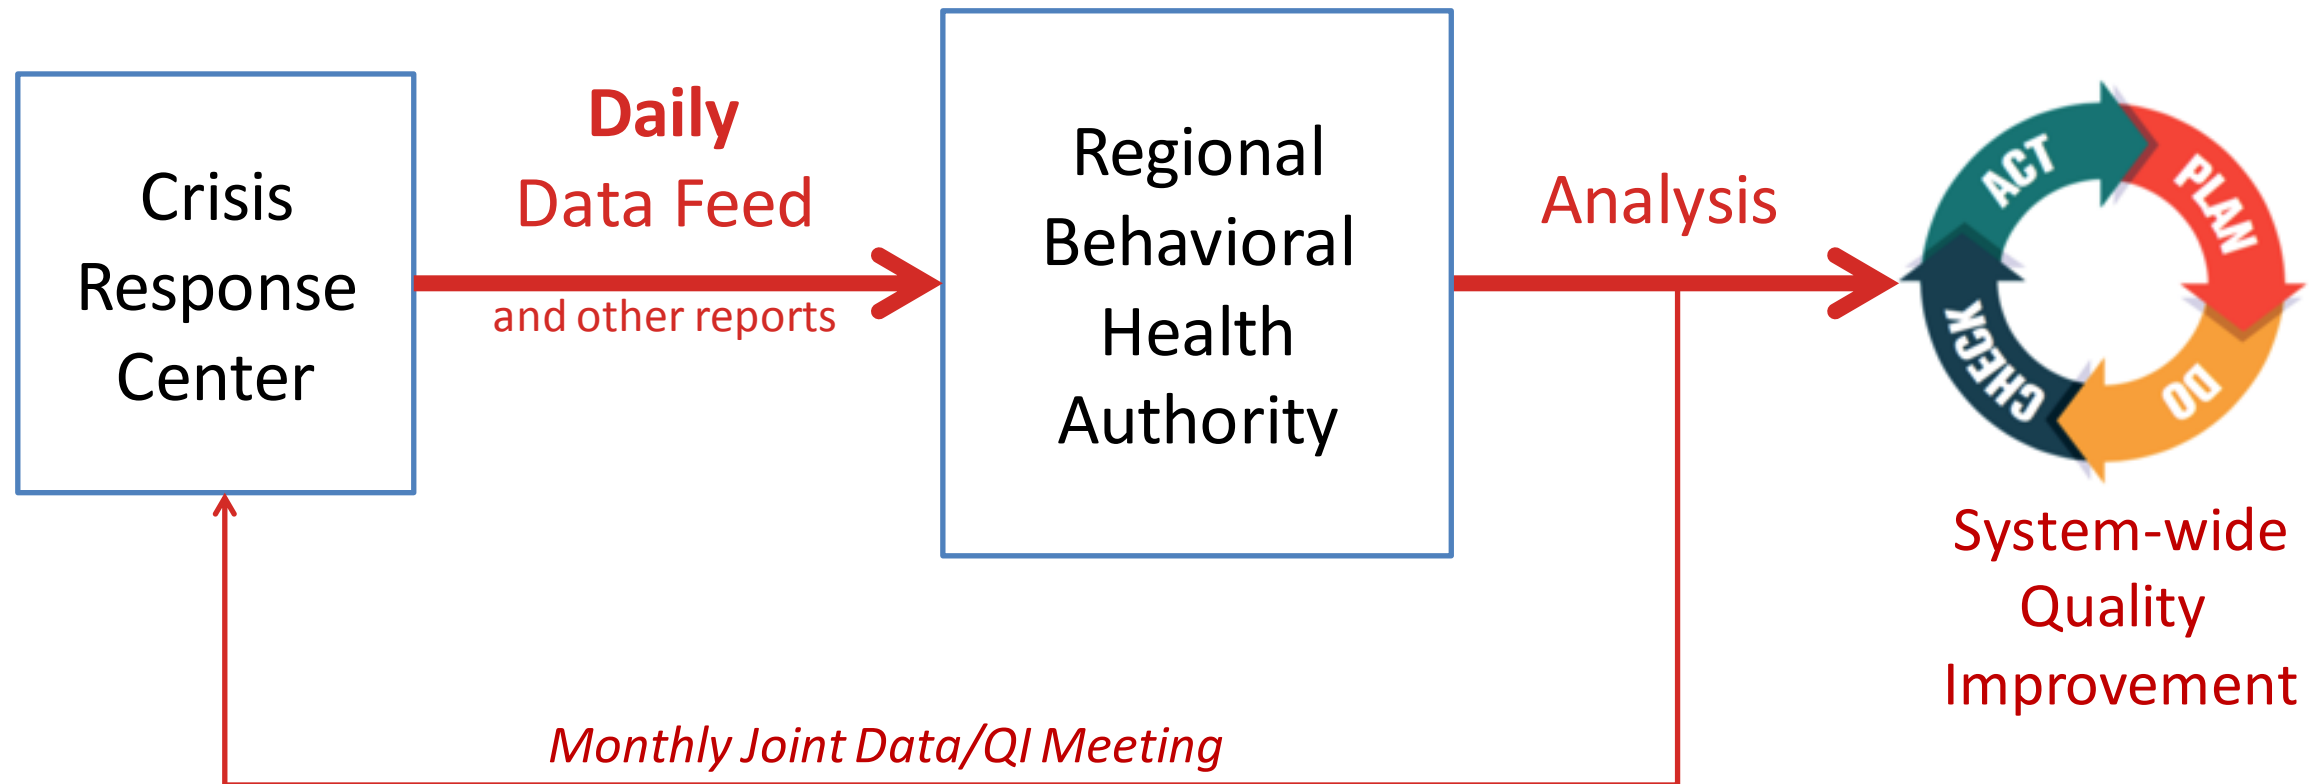 Crisis
Response
Center
Daily
Data Feed
and other reports
Regional
Behavioral
Health
Authority
Analysis
ACT
PLAN
DO
CHECK
System-wide
Quality
Improvement
Monthly Joint Data/QI Meeting